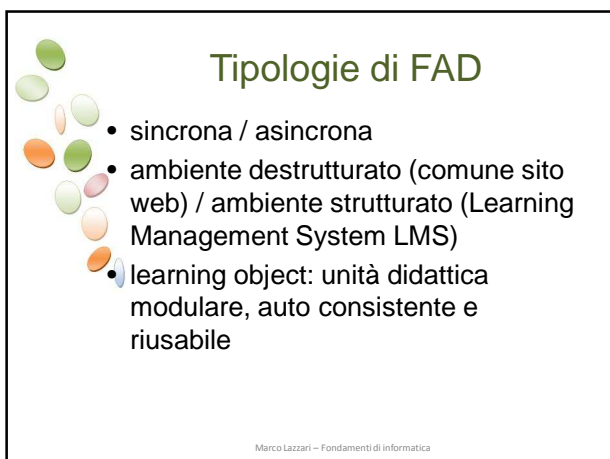 Tipologie di FAD
• sincrona / asincrona
• ambiente destrutturato (comune sito
web) / ambiente strutturato (Learning
Management System LMS)
• learning object: unità didattica
modulare, auto consistente e
riusabile
Marco Lazzari – Fondamenti di informatica